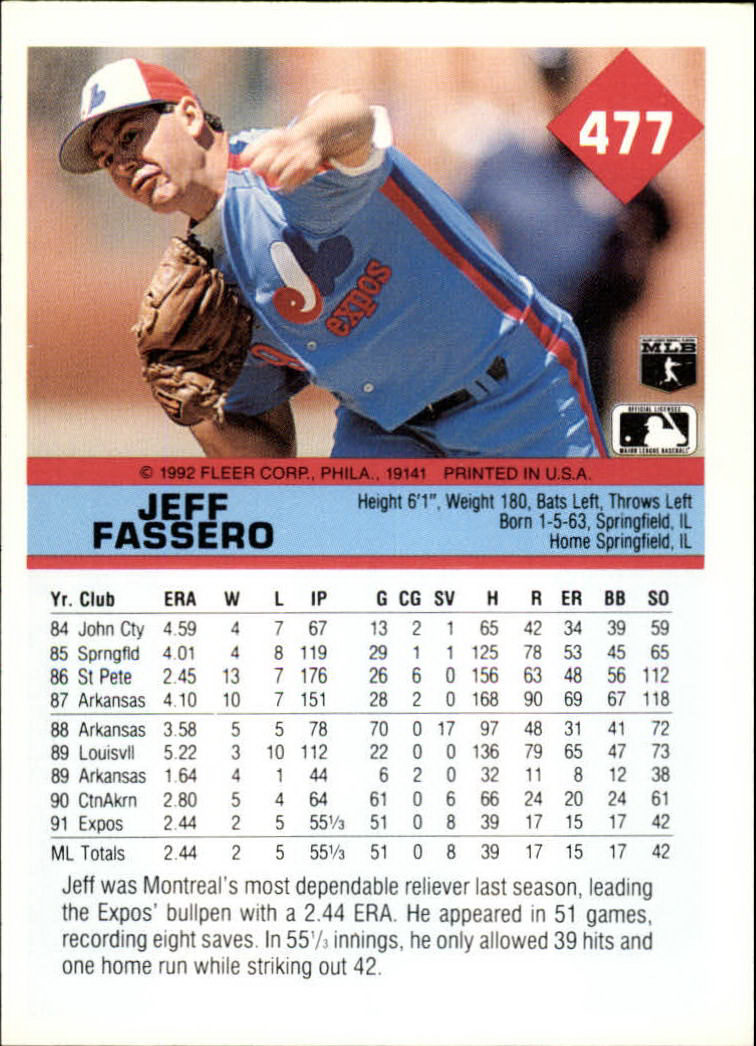 477
expos
MLB
OFFICIAL LICENSEE
MAJOR LEAGUE BASEBALL
© 1992 FLEER CORP., PHILA., 19141 PRINTED IN U.S.A.
JEFF
FASSERO
Height 6'1", Weight 180, Bats Left, Throws Left
Born 1-5-63, Springfield, IL
Home Springfield, IL
Yr. Club ERA W L IP G CG SV H R ER BB SO
84 John Cty 4.59 4 7 67 13 2 1 65 42 34 39 59
85 Sprngfld 4.01 4 8 119 29 1 1 125 78 53 45 65
86 St Pete 2.45 13 7 176 26 6 0 156 63 48 56 112
87 Arkansas 4.10 10 7 151 28 2 0 168 90 69 67 118
88 Arkansas 3.58 5 5 78 70 0 17 97 48 31 41 72
89 Louisvll 5.22 3 10 112 22 0 0 136 79 65 47 73
89 Arkansas 1.64 4 1 44 6 2 0 32 11 8 12 38
90 CtnAkrn 2.80 5 4 64 61 0 6 66 24 20 24 61
91 Expos 2.44 2 5 55 1/3 51 0 8 39 17 15 17 42
ML Totals 2.44 2 5 55 1/3 51 0 8 39 17 15 17 42
Jeff was Montreal's most dependable reliever last season, leading
the Expos' bullpen with a 2.44 ERA. He appeared in 51 games,
recording eight saves. In 55 1/3 innings, he only allowed 39 hits and
one home run while striking out 42.